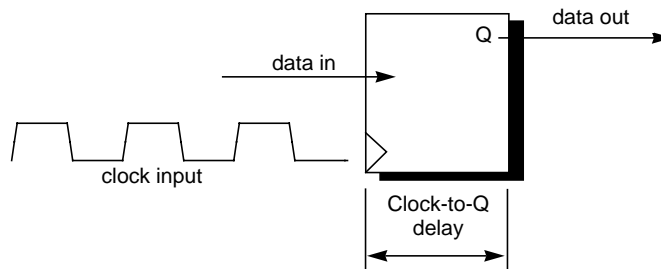 data out
Q
data in
clock input
Clock-to-Q
delay